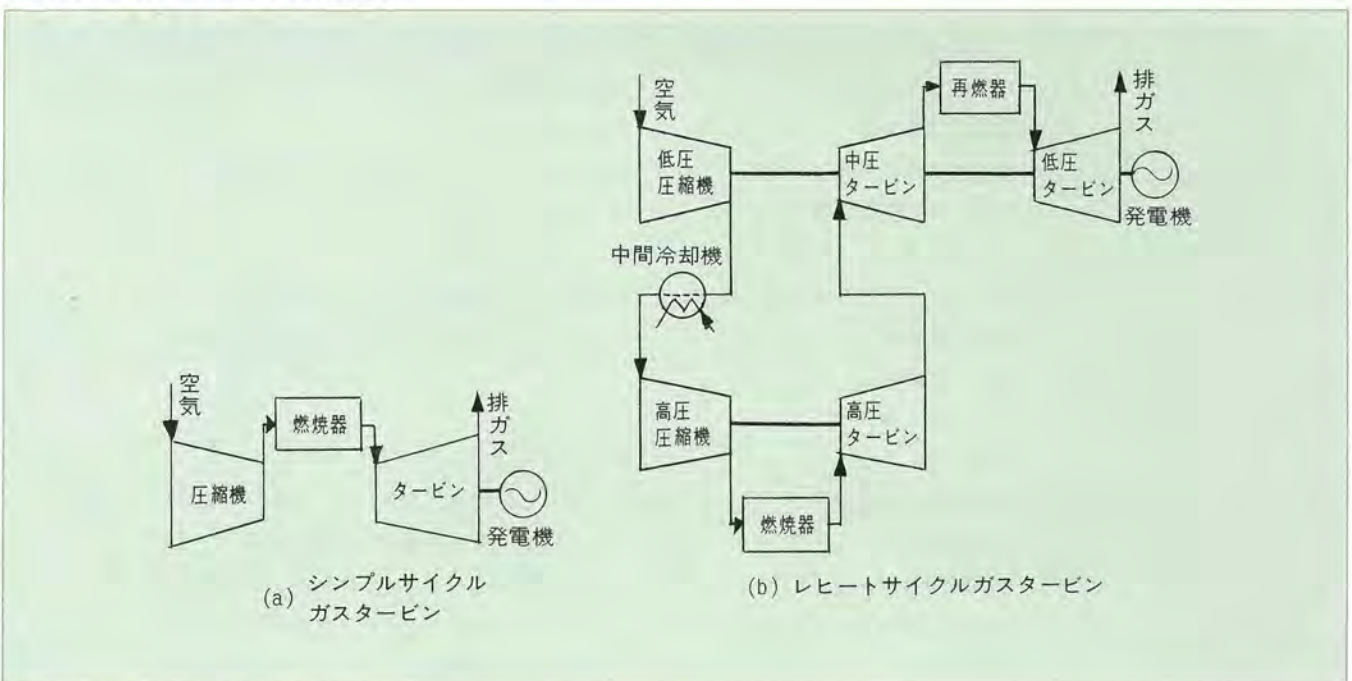 空気
圧縮機
燃焼器
タービン
排ガス
発電機
(a) シンプルサイクル
ガスタービン
空気
低圧
圧縮機
中間冷却機
高圧
圧縮機
燃焼器
高圧
タービン
中圧
タービン
再燃器
低圧
タービン
排ガス
発電機
(b) レヒートサイクルガスタービン